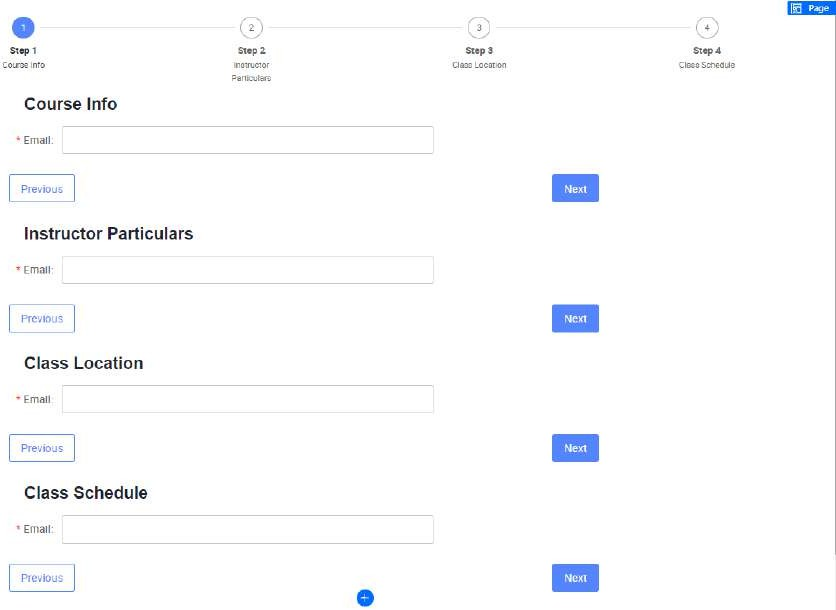 Page
1
2
3
4
Step 1
Step 2
Step 3
Step 4
Course Info
Instructor
Particulars
Class Location
Class Schedule
Course Info
* Email:
Previous
Next
Instructor Particulars
* Email:
Previous
Next
Class Location
* Email:
Previous
Next
Class Schedule
* Email:
Previous
Next